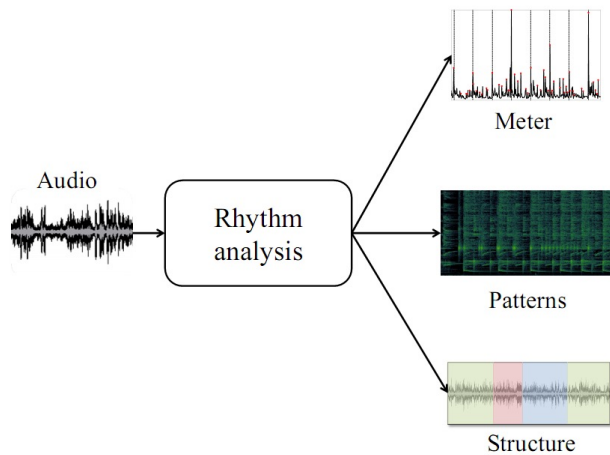 Audio
Rhythm
analysis
Meter
Patterns
Structure